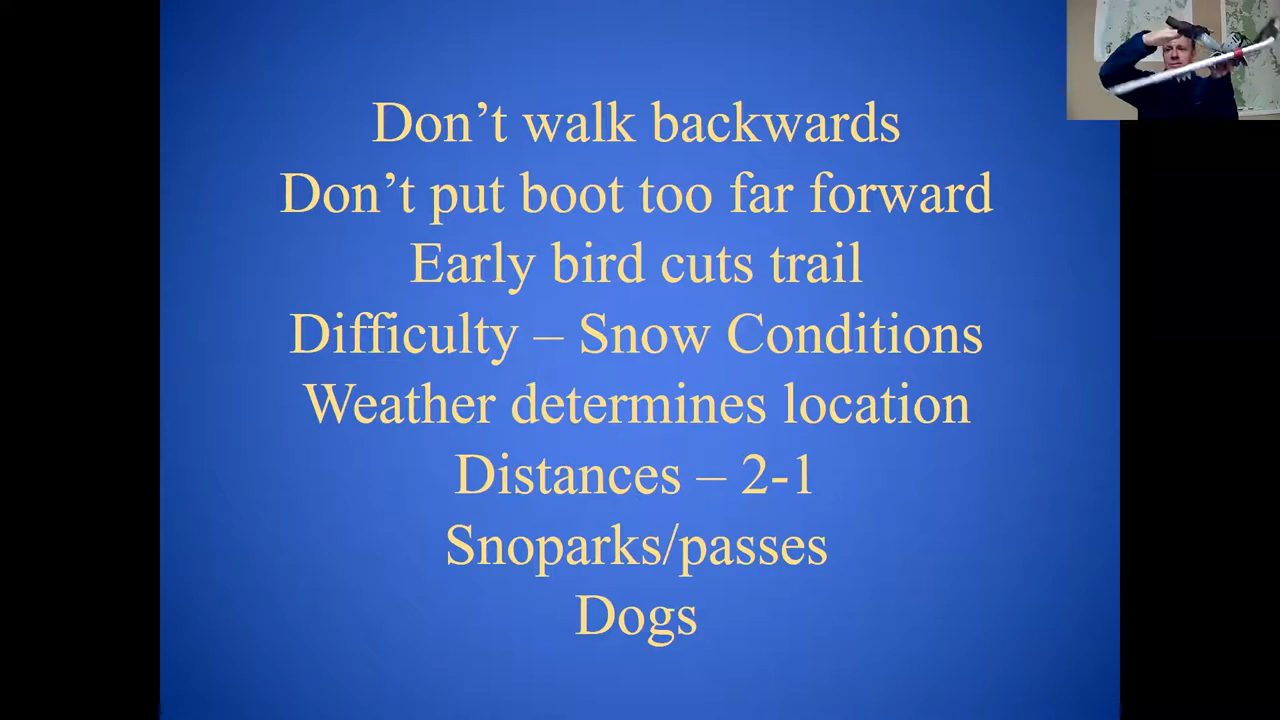 Don’t walk backwards
Don’t put boot too far forward
Early bird cuts trail
Difficulty – Snow Conditions
Weather determines location
Distances – 2-1
Snoparks/passes
Dogs